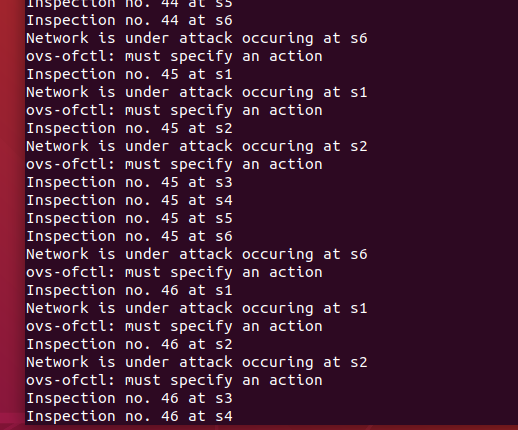 Inspection no. 44 at s5
Inspection no. 44 at s6
Network is under attack occuring at s6
ovs-ofctl: must specify an action
Inspection no. 45 at s1
Network is under attack occuring at s1
ovs-ofctl: must specify an action
Inspection no. 45 at s2
Network is under attack occuring at s2
ovs-ofctl: must specify an action
Inspection no. 45 at s3
Inspection no. 45 at s4
Inspection no. 45 at s5
Inspection no. 45 at s6
Network is under attack occuring at s6
ovs-ofctl: must specify an action
Inspection no. 46 at s1
Network is under attack occuring at s1
ovs-ofctl: must specify an action
Inspection no. 46 at s2
Network is under attack occuring at s2
ovs-ofctl: must specify an action
Inspection no. 46 at s3
Inspection no. 46 at s4